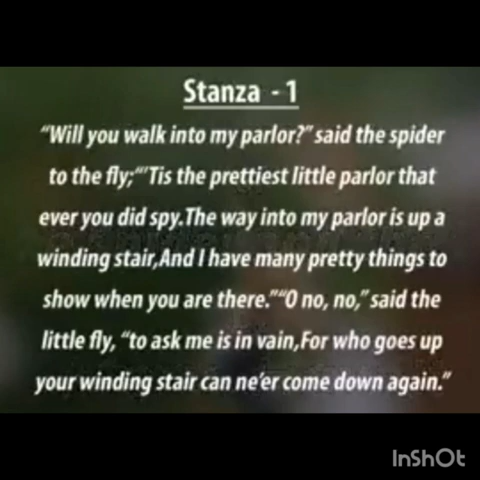 Stanza - 1
"Will you walk into my parlor?" said the spider
to the fly;"'Tis the prettiest little parlor that
ever you did spy.The way into my parlor is up a
winding stair,And I have many pretty things to
show when you are there.""O no, no," said the
little fly, "to ask me is in vain,For who goes up
your winding stair can ne'er come down again."
InShOt